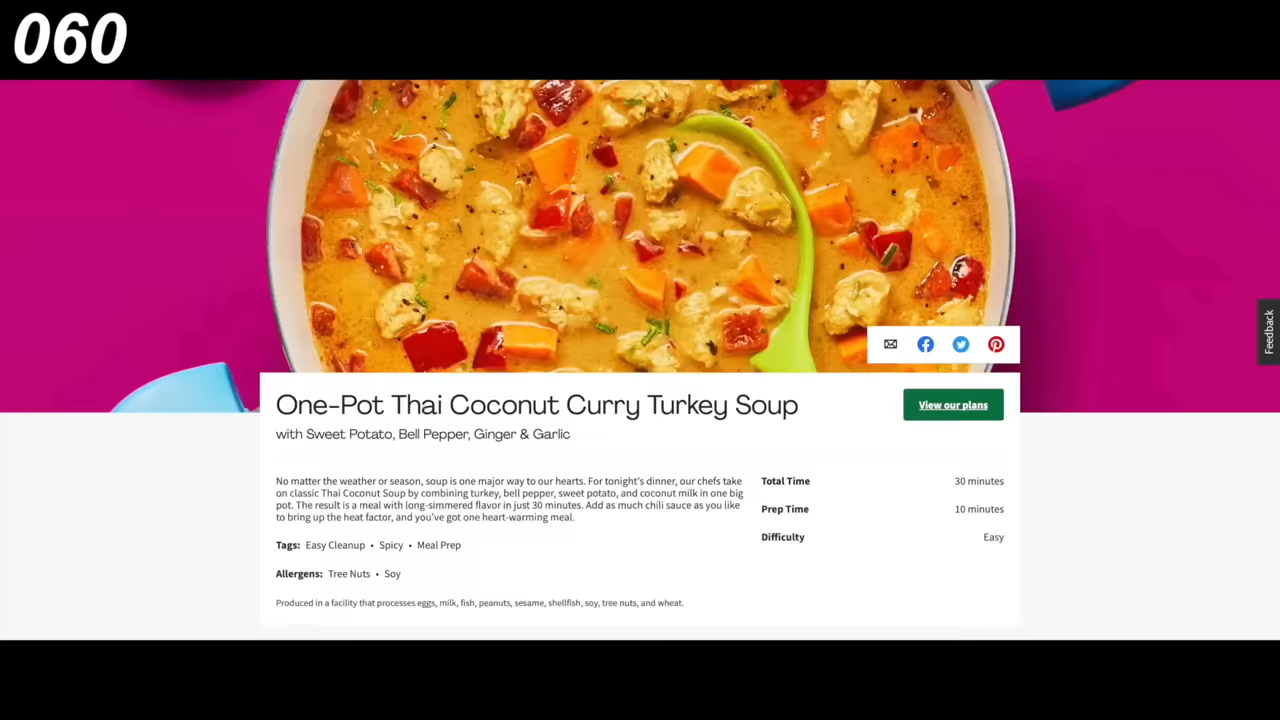 060
Feedback
One-Pot Thai Coconut Curry Turkey Soup
View our plans
with Sweet Potato, Bell Pepper, Ginger & Garlic
No matter the weather or season, soup is one major way to our hearts. For tonight's dinner, our chefs take
on classic Thai Coconut Soup by combining turkey, bell pepper, sweet potato, and coconut milk in one big
pot. The result is a meal with long-simmered flavor in just 30 minutes. Add as much chili sauce as you like
to bring up the heat factor, and you've got one heart-warming meal.
Tags: Easy Cleanup • Spicy • Meal Prep
Allergens: Tree Nuts • Soy
Produced in a facility that processes eggs, milk, fish, peanuts, sesame, shellfish, soy, tree nuts, and wheat.
Total Time 30 minutes
Prep Time 10 minutes
Difficulty Easy